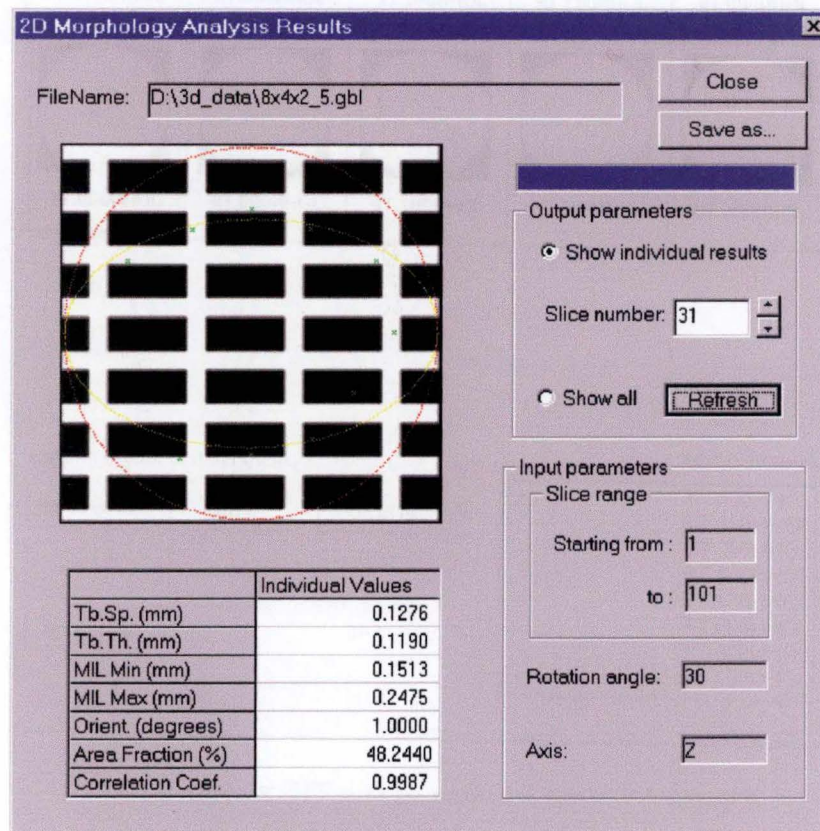 2D Morphology Analysis Results
FileName: D:\3d_data\8x4x2_5.gbl
Close
Save as...
Output parameters
Show individual results
Slice number: 31
Show all Refresh
Input parameters
Slice range
Starting from : 1
to : 101
Rotation angle: 30
Axis: Z
Individual Values
Tb.Sp. (mm) 0.1276
Tb.Th. (mm) 0.1190
MIL Min (mm) 0.1513
MIL Max (mm) 0.2475
Orient. (degrees) 1.0000
Area Fraction (%) 48.2440
Correlation Coef. 0.9987